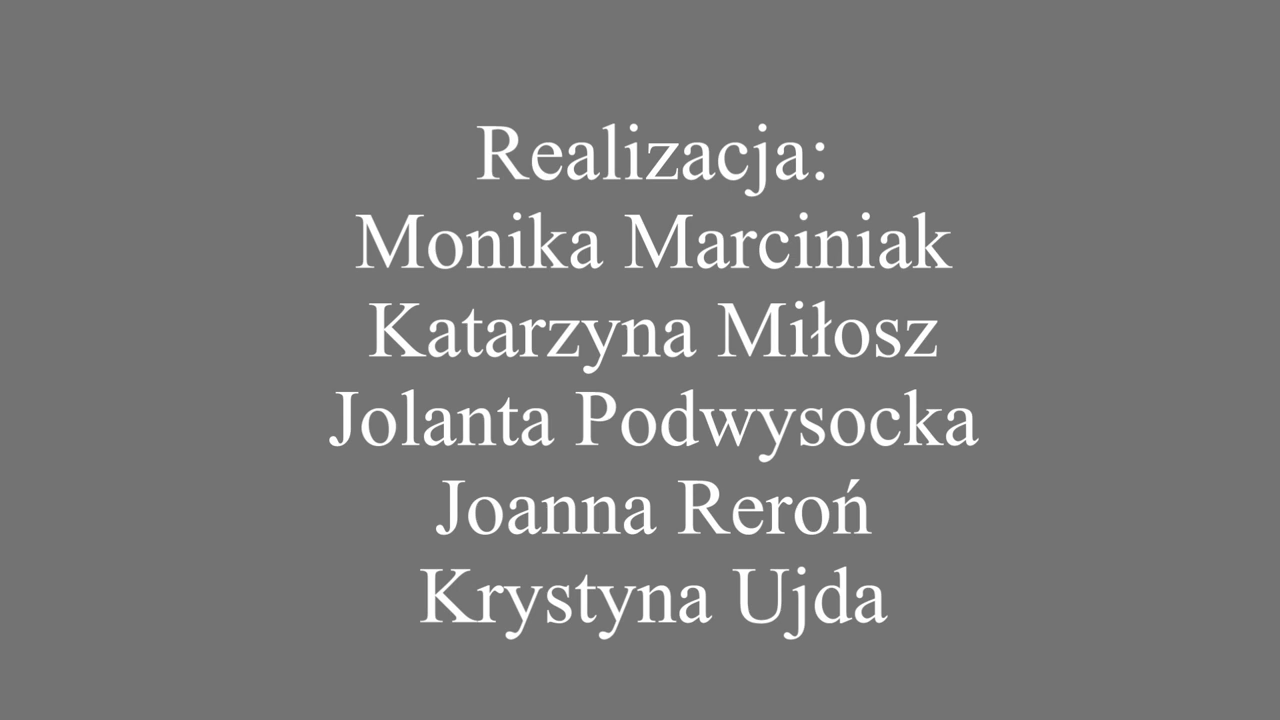 Realizacja:
Monika Marciniak
Katarzyna Miłosz
Jolanta Podwysocka
Joanna Reroń
Krystyna Ujda